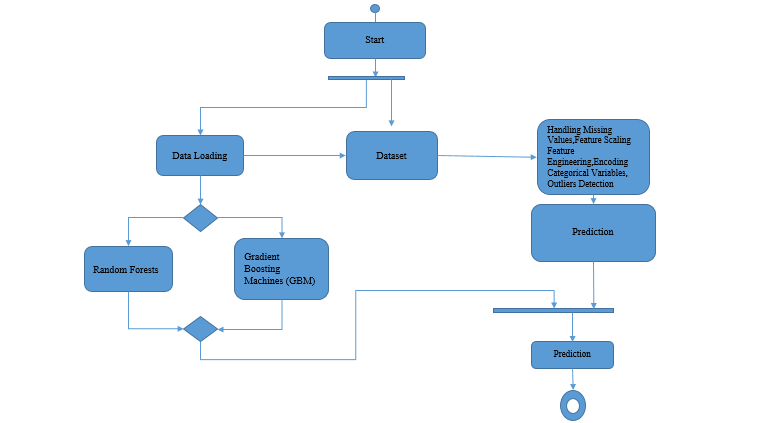 Start
Data Loading
Dataset
Handling Missing
Values,Feature Scaling
Feature
Engineering,Encoding
Categorical Variables,
Outliers Detection
Prediction
Random Forests
Gradient
Boosting
Machines (GBM)
Prediction